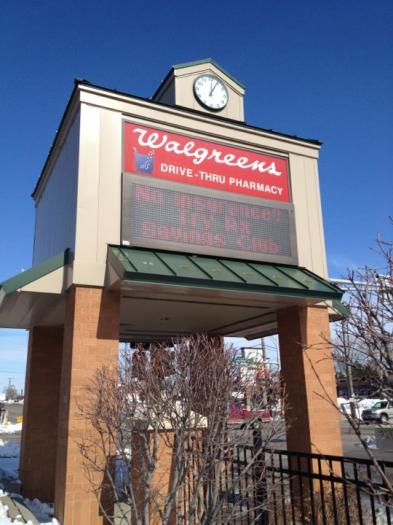 Walgreens
DRIVE-THRU PHARMACY
No Insurance?
Try Rx
Savings Club